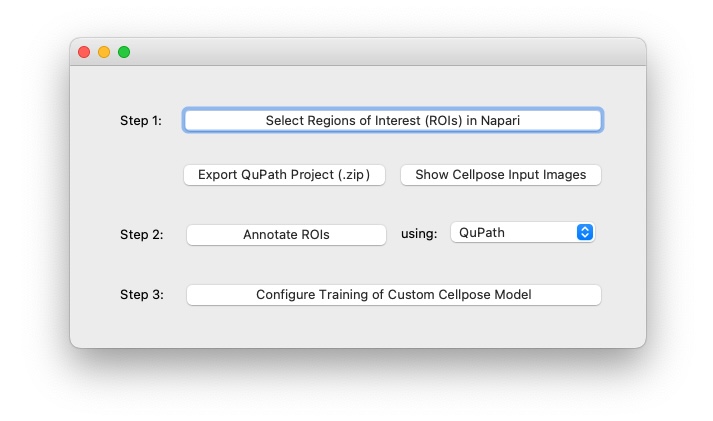 Step 1: Select Regions of Interest (ROIs) in Napari
Export QuPath Project (.zip) Show Cellpose Input Images
Step 2: Annotate ROIs using: QuPath
Step 3: Configure Training of Custom Cellpose Model